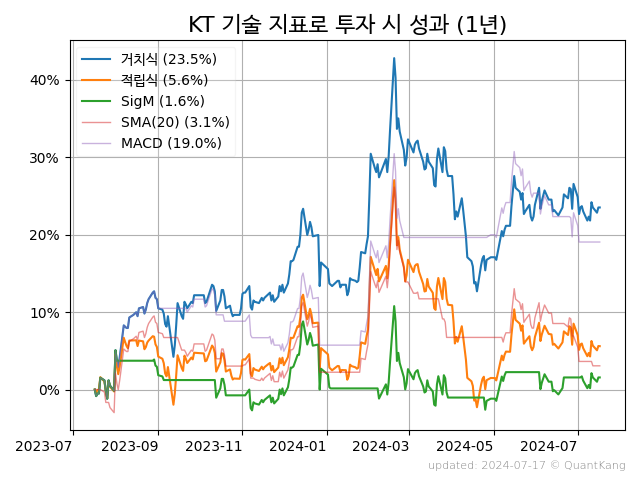 KT 기술 지표로 투자 시 성과 (1년)
거치식 (23.5%)
적립식 (5.6%)
SigM (1.6%)
SMA(20) (3.1%)
MACD (19.0%)
40%
30%
20%
10%
0%
2023-07 2023-09 2023-11 2024-01 2024-03 2024-05 2024-07
updated: 2024-07-17 © QuantKang